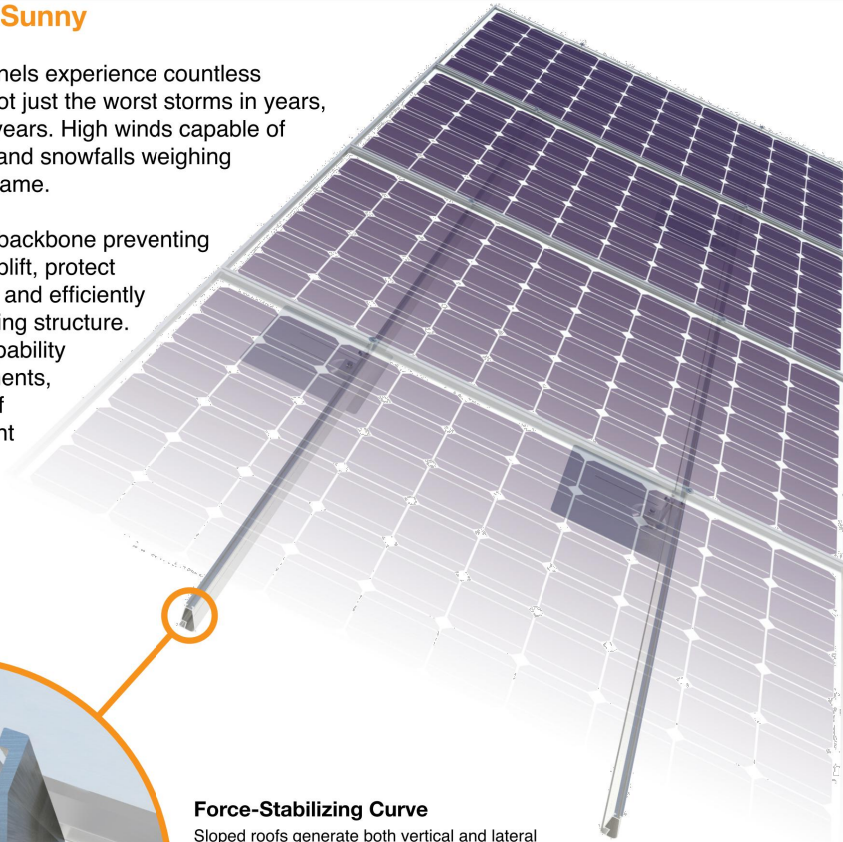 Sunny
nels experience countless
ot just the worst storms in years,
years. High winds capable of
and snowfalls weighing
ame.
backbone preventing
plift, protect
and efficiently
ing structure.
pability
ents,
f
nt
Force-Stabilizing Curve
Sloped roofs generate both vertical and lateral